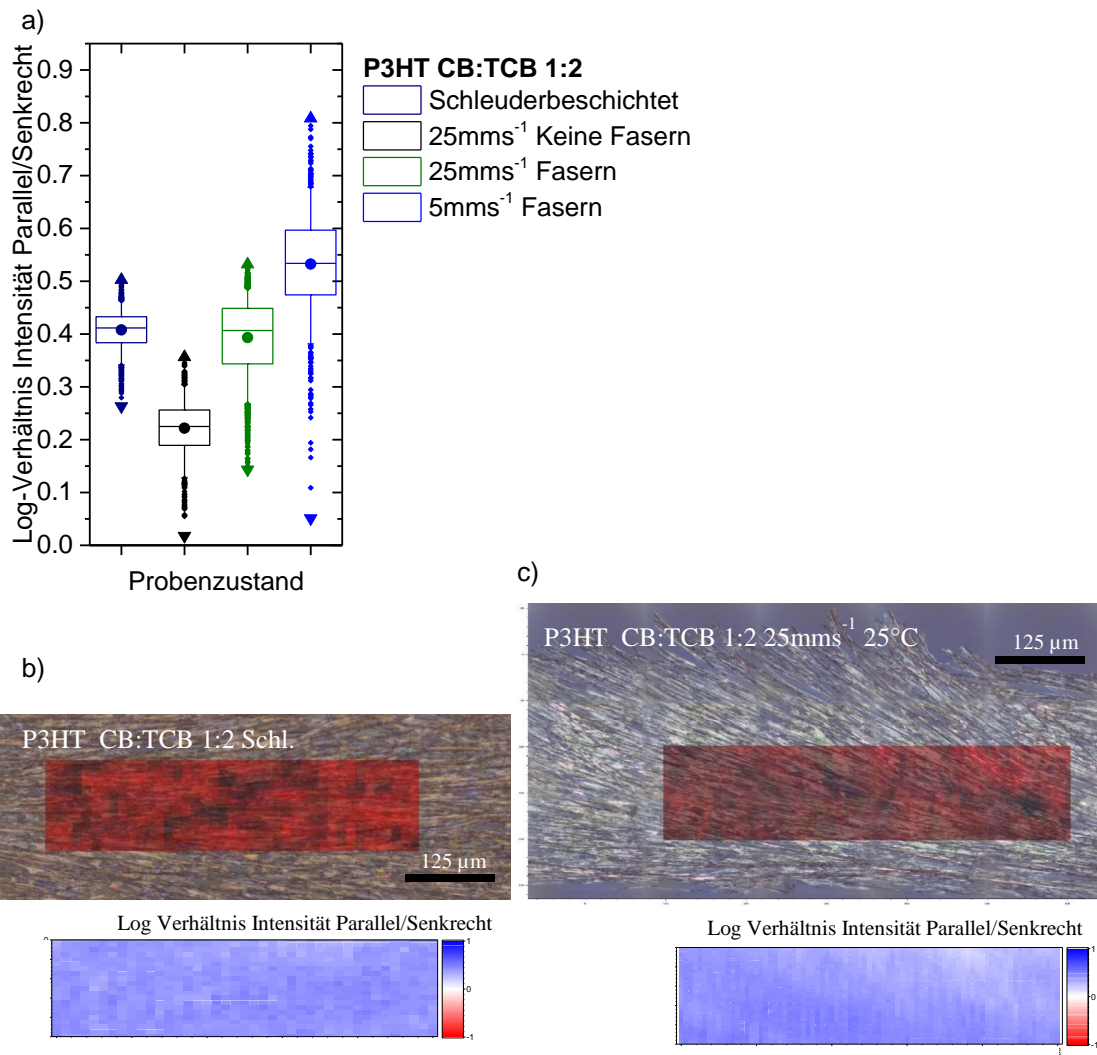 a)
Log-Verhältnis Intensität Parallel/Senkrecht
0.9
0.8
0.7
0.6
0.5
0.4
0.3
0.2
0.1
0.0
Probenzustand
P3HT CB:TCB 1:2
Schleuderbeschichtet
25mms⁻¹ Keine Fasern
25mms⁻¹ Fasern
5mms⁻¹ Fasern
b)
P3HT CB:TCB 1:2 Schl.
125 µm
Log Verhältnis Intensität Parallel/Senkrecht
1
0
-1
c)
P3HT CB:TCB 1:2 25mms⁻¹ 25°C
125 µm
Log Verhältnis Intensität Parallel/Senkrecht
1
0
-1